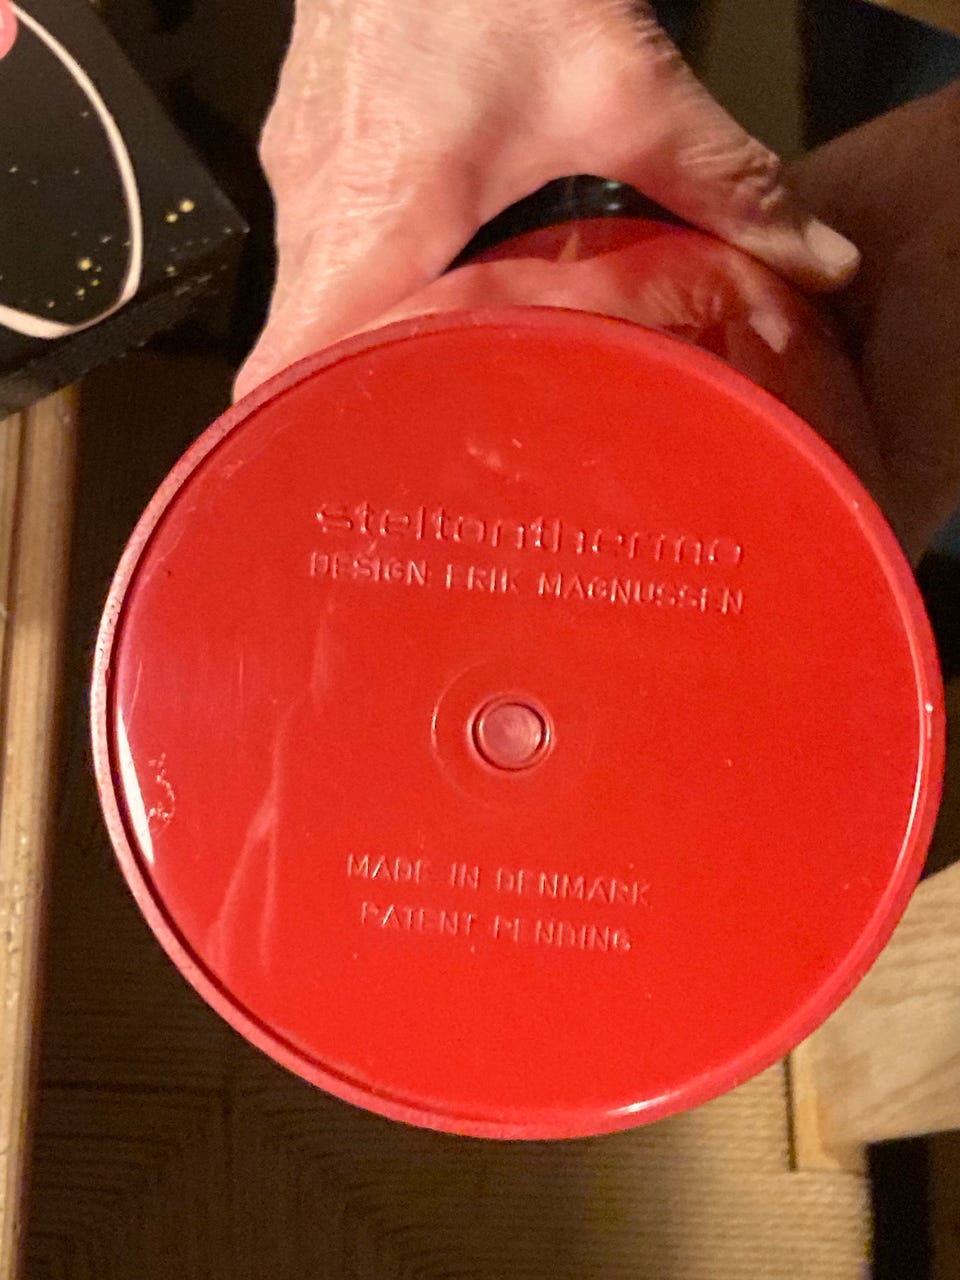 steltonthermo
DESIGN: ERIK MAGNUSSEN
MADE IN DENMARK
PATENT PENDING